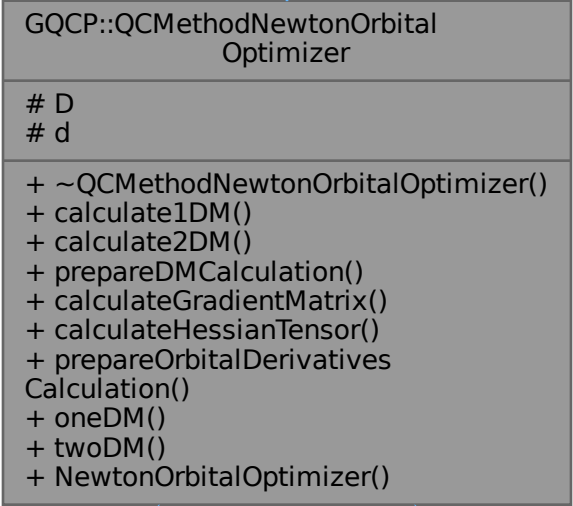 GQCP::QCMethodNewtonOrbital
Optimizer
# D
# d
+ ~QCMethodNewtonOrbitalOptimizer()
+ calculate1DM()
+ calculate2DM()
+ prepareDMCalculation()
+ calculateGradientMatrix()
+ calculateHessianTensor()
+ prepareOrbitalDerivatives
Calculation()
+ oneDM()
+ twoDM()
+ NewtonOrbitalOptimizer()